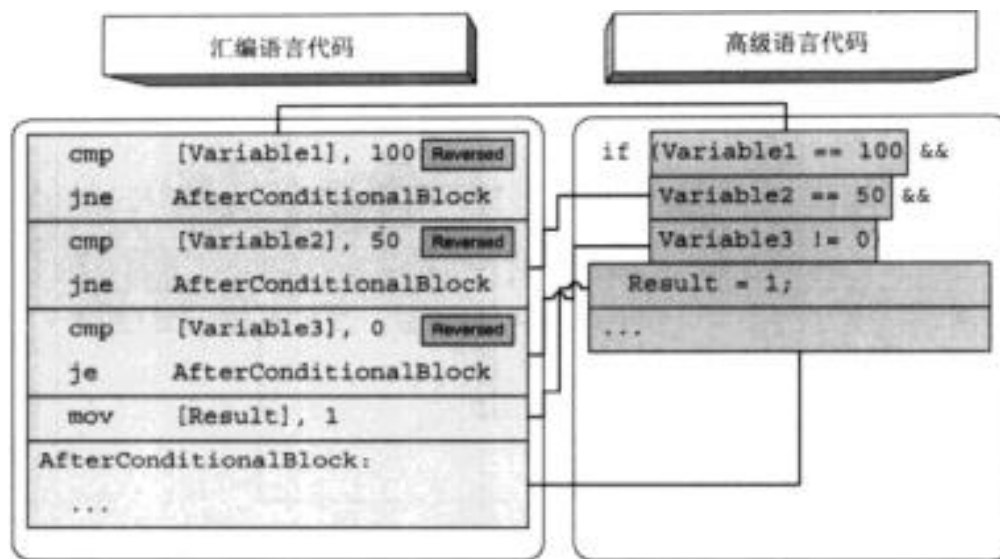 汇编语言代码
高级语言代码
cmp [Variable1], 100 Reversed
jne AfterConditionalBlock
cmp [Variable2], 50 Reversed
jne AfterConditionalBlock
cmp [Variable3], 0 Reversed
je AfterConditionalBlock
mov [Result], 1
AfterConditionalBlock:
...
if (Variable1 == 100 &&
Variable2 == 50 &&
Variable3 != 0)
Result = 1;
...